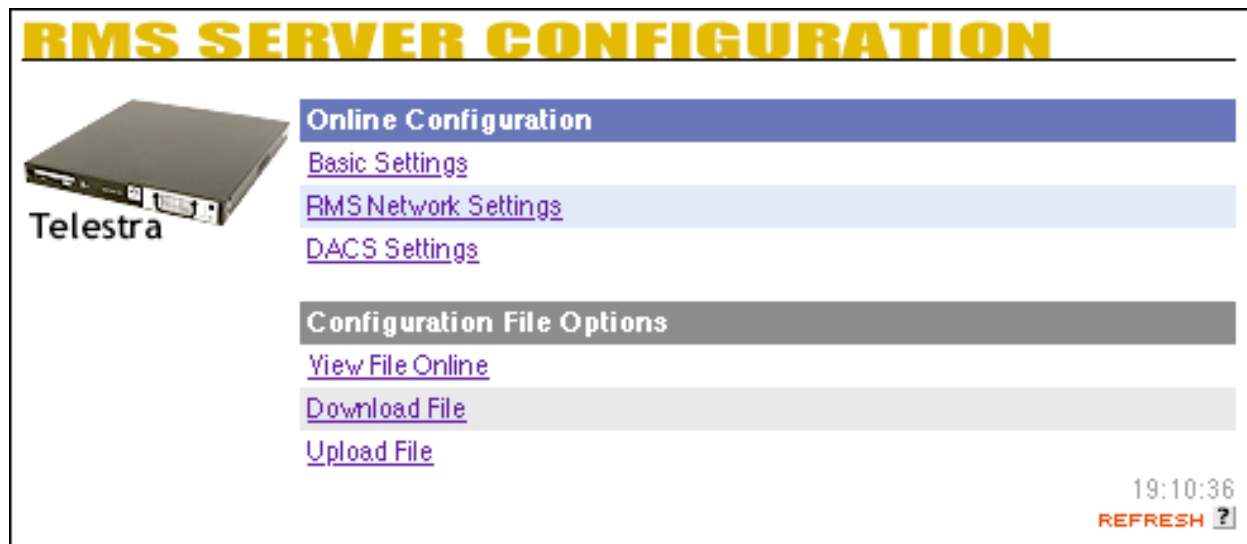 RMS SERVER CONFIGURATION
Telestra
Online Configuration
Basic Settings
RMS Network Settings
DACS Settings
Configuration File Options
View File Online
Download File
Upload File
19:10:36
REFRESH ?